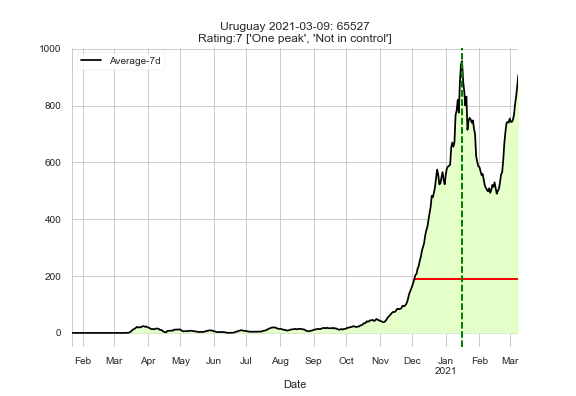 Uruguay 2021-03-09: 65527
Rating:7 ['One peak', 'Not in control']
Average-7d
1000
800
600
400
200
0
Feb Mar Apr May Jun Jul Aug Sep Oct Nov Dec Jan Feb Mar
2021
Date